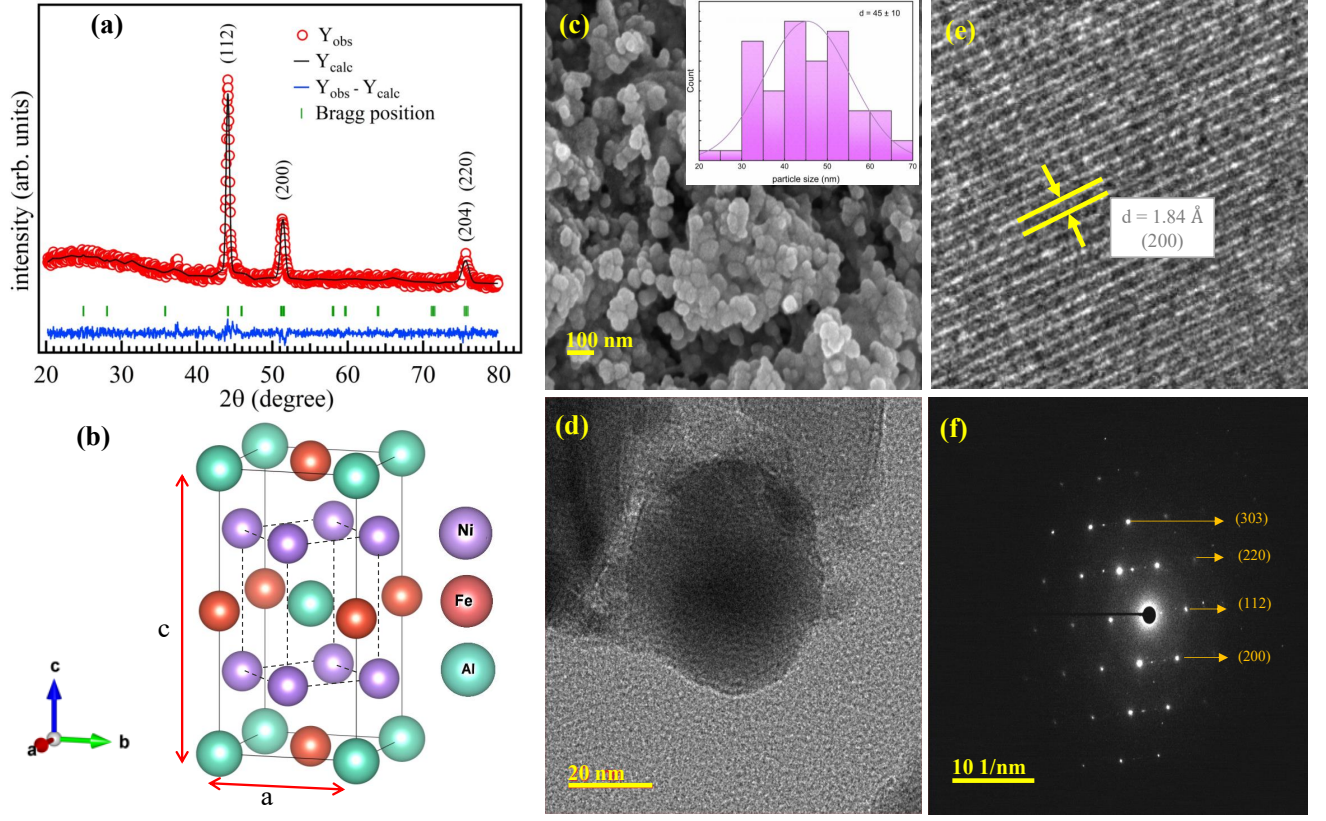 (a)
Y_obs
Y_calc
Y_obs - Y_calc
Bragg position
(112)
(200)
(220)
(204)
intensity (arb. units)
20 30 40 50 60 70 80
2θ (degree)
(b)
c
a
Ni
Fe
Al
c
b
a
(c)
d = 45 ± 10
Count
20 30 40 50 60 70
particle size (nm)
100 nm
(d)
20 nm
(e)
d = 1.84 Å
(200)
(f)
(303)
(220)
(112)
(200)
10 1/nm